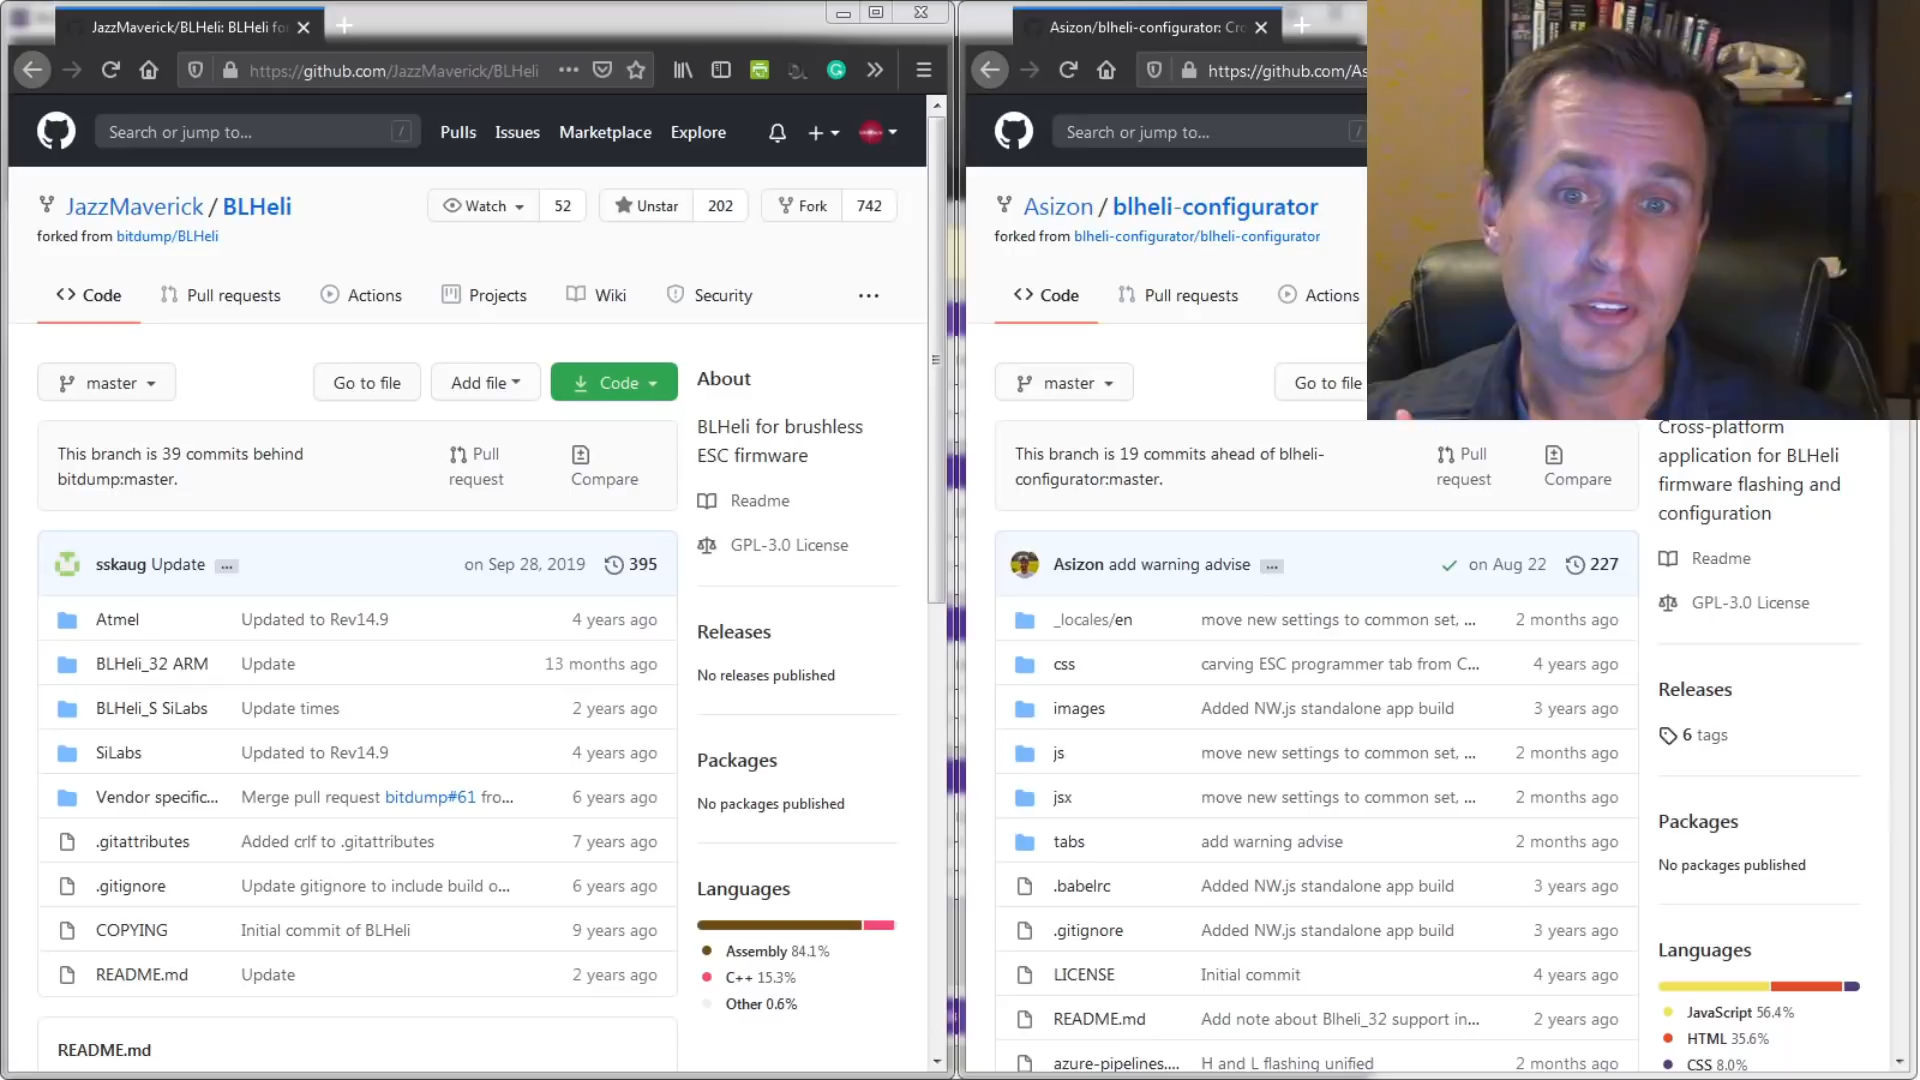 JazzMaverick/BLHeli: BLHeli fo
https://github.com/JazzMaverick/BLHeli
Search or jump to...
/
Pulls
Issues
Marketplace
Explore
JazzMaverick / BLHeli
forked from bitdump/BLHeli
Watch
52
Unstar
202
Fork
742
Code
Pull requests
Actions
Projects
Wiki
Security
master
Go to file
Add file
Code
This branch is 39 commits behind
bitdump:master.
Pull
request
Compare
sskaug Update ...
on Sep 28, 2019
395
Atmel
Updated to Rev14.9
4 years ago
BLHeli_32 ARM
Update
13 months ago
BLHeli_S SiLabs
Update times
2 years ago
SiLabs
Updated to Rev14.9
4 years ago
Vendor specific...
Merge pull request bitdump#61 fro...
6 years ago
.gitattributes
Added crlf to .gitattributes
7 years ago
.gitignore
Update gitignore to include build o...
6 years ago
COPYING
Initial commit of BLHeli
9 years ago
README.md
Update
2 years ago
README.md
About
BLHeli for brushless
ESC firmware
Readme
GPL-3.0 License
Releases
No releases published
Packages
No packages published
Languages
Assembly 84.1%
C++ 15.3%
Other 0.6%
Asizon/blheli-configurator: Cro
https://github.com/As
Search or jump to...
/
Asizon / blheli-configurator
forked from blheli-configurator/blheli-configurator
Code
Pull requests
Actions
master
Go to file
This branch is 19 commits ahead of blheli-
configurator:master.
Pull
request
Compare
Asizon add warning advise ...
on Aug 22
227
_locales/en
move new settings to common set, ...
2 months ago
css
carving ESC programmer tab from C...
4 years ago
images
Added NW.js standalone app build
3 years ago
js
move new settings to common set, ...
2 months ago
jsx
move new settings to common set, ...
2 months ago
tabs
add warning advise
2 months ago
.babelrc
Added NW.js standalone app build
3 years ago
.gitignore
Added NW.js standalone app build
3 years ago
LICENSE
Initial commit
4 years ago
README.md
Add note about Blheli_32 support in...
2 years ago
azure-pipelines....
H and L flashing unified
2 months ago
Cross-platform
application for BLHeli
firmware flashing and
configuration
Readme
GPL-3.0 License
Releases
6 tags
Packages
No packages published
Languages
JavaScript 56.4%
HTML 35.6%
CSS 8.0%